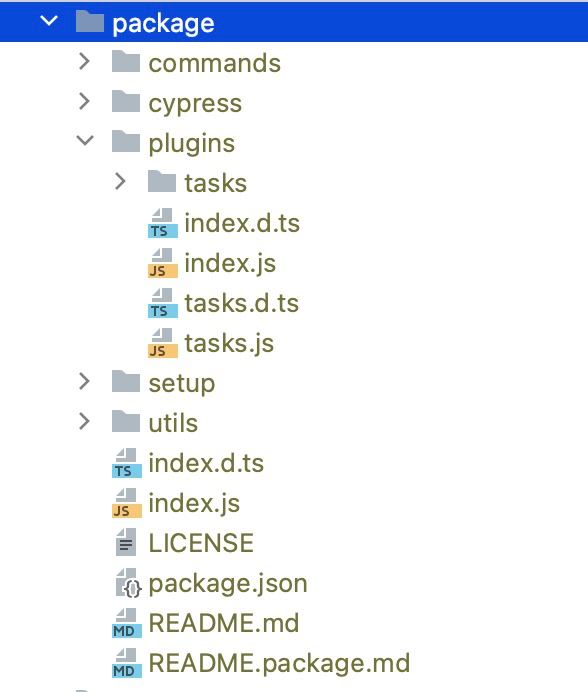 package
commands
cypress
plugins
tasks
TS index.d.ts
JS index.js
TS tasks.d.ts
JS tasks.js
setup
utils
TS index.d.ts
JS index.js
LICENSE
{} package.json
MD README.md
MD README.package.md